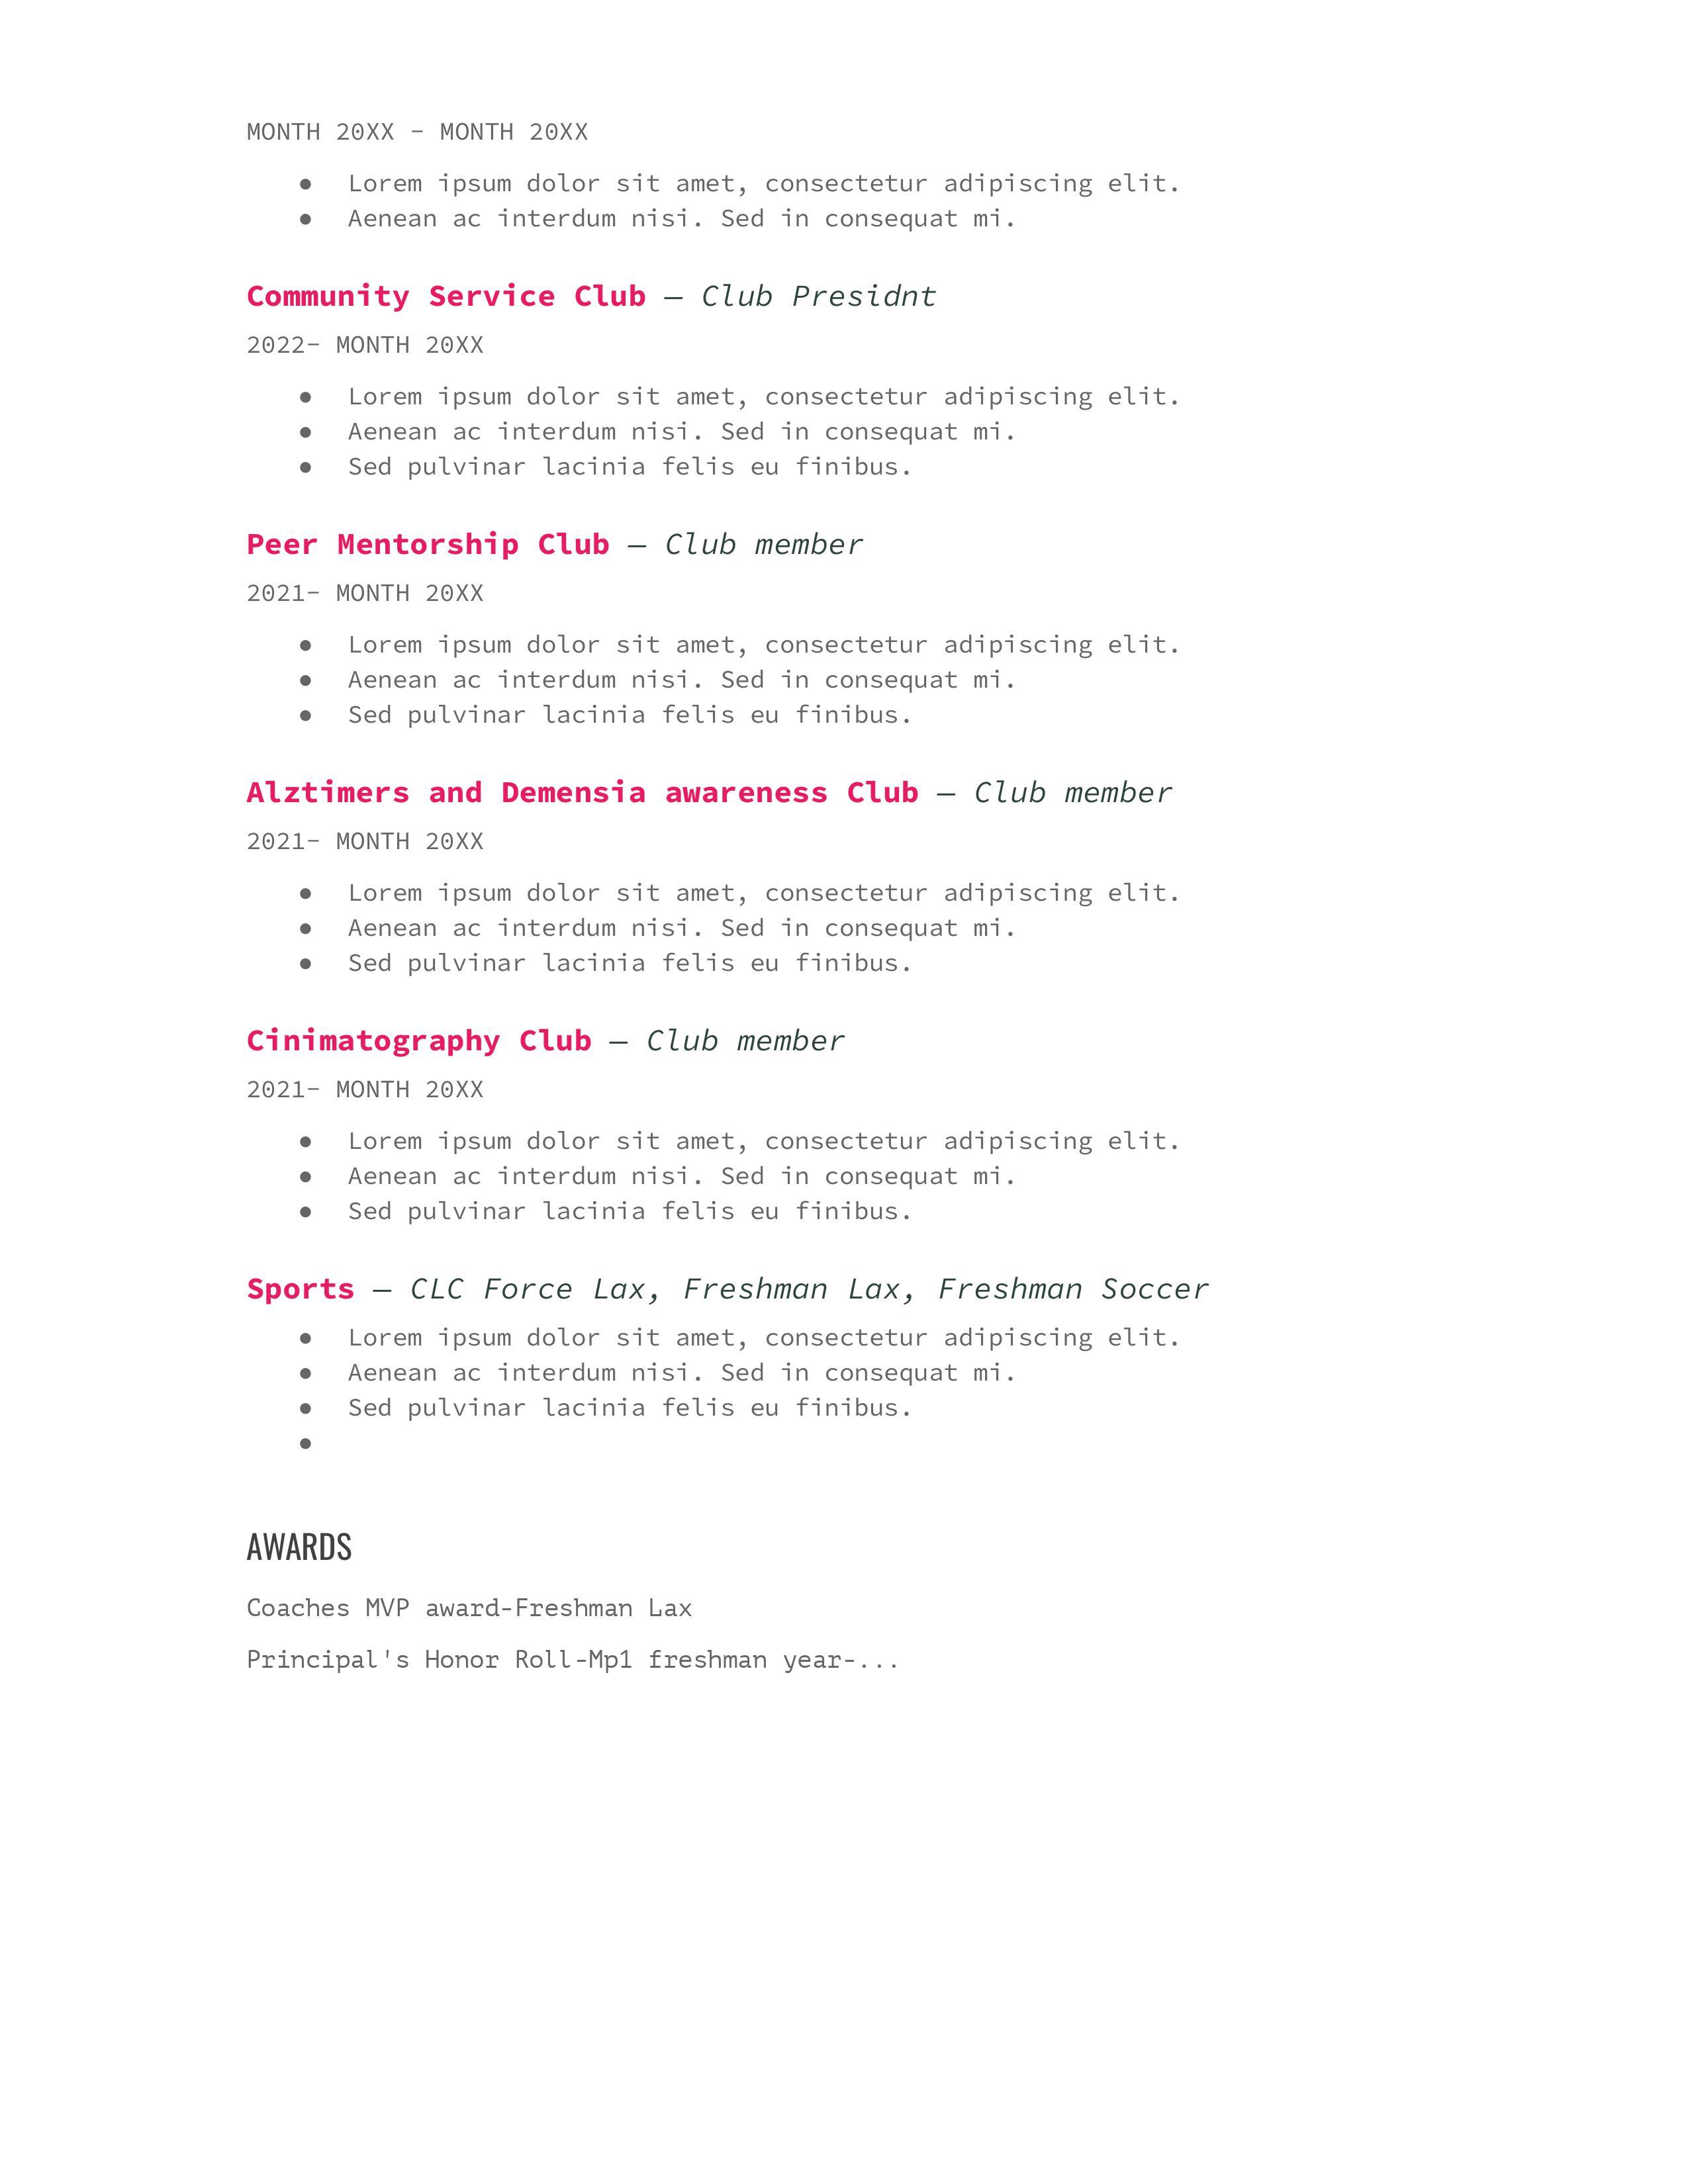 MONTH 20XX - MONTH 20XX
● Lorem ipsum dolor sit amet, consectetur adipiscing elit.
● Aenean ac interdum nisi. Sed in consequat mi.
Community Service Club — Club Presidnt
2022- MONTH 20XX
● Lorem ipsum dolor sit amet, consectetur adipiscing elit.
● Aenean ac interdum nisi. Sed in consequat mi.
● Sed pulvinar lacinia felis eu finibus.
Peer Mentorship Club — Club member
2021- MONTH 20XX
● Lorem ipsum dolor sit amet, consectetur adipiscing elit.
● Aenean ac interdum nisi. Sed in consequat mi.
● Sed pulvinar lacinia felis eu finibus.
Alztimers and Demensia awareness Club — Club member
2021- MONTH 20XX
● Lorem ipsum dolor sit amet, consectetur adipiscing elit.
● Aenean ac interdum nisi. Sed in consequat mi.
● Sed pulvinar lacinia felis eu finibus.
Cinimatography Club — Club member
2021- MONTH 20XX
● Lorem ipsum dolor sit amet, consectetur adipiscing elit.
● Aenean ac interdum nisi. Sed in consequat mi.
● Sed pulvinar lacinia felis eu finibus.
Sports — CLC Force Lax, Freshman Lax, Freshman Soccer
● Lorem ipsum dolor sit amet, consectetur adipiscing elit.
● Aenean ac interdum nisi. Sed in consequat mi.
● Sed pulvinar lacinia felis eu finibus.
●
AWARDS
Coaches MVP award-Freshman Lax
Principal's Honor Roll-Mp1 freshman year-...